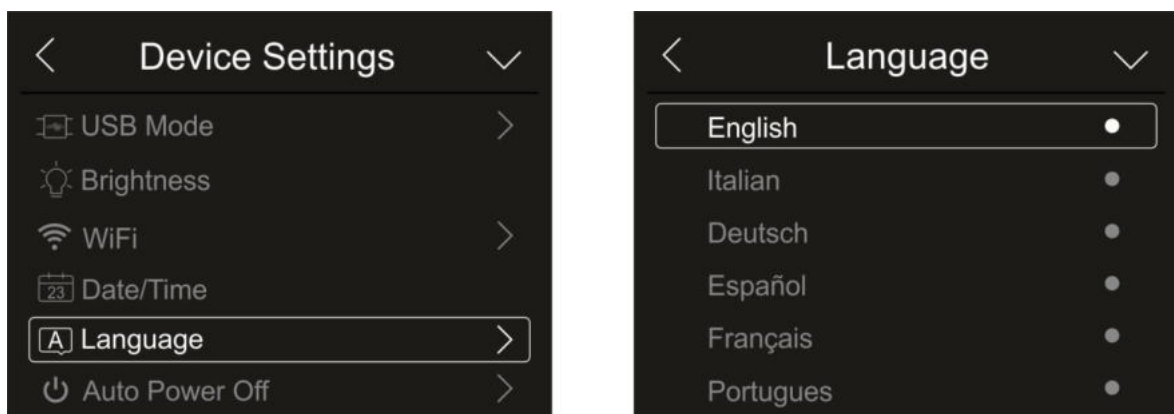 Device Settings
USB Mode
Brightness
WiFi
23 Date/Time
A Language
Auto Power Off
Language
English
Italian
Deutsch
Español
Français
Portugues